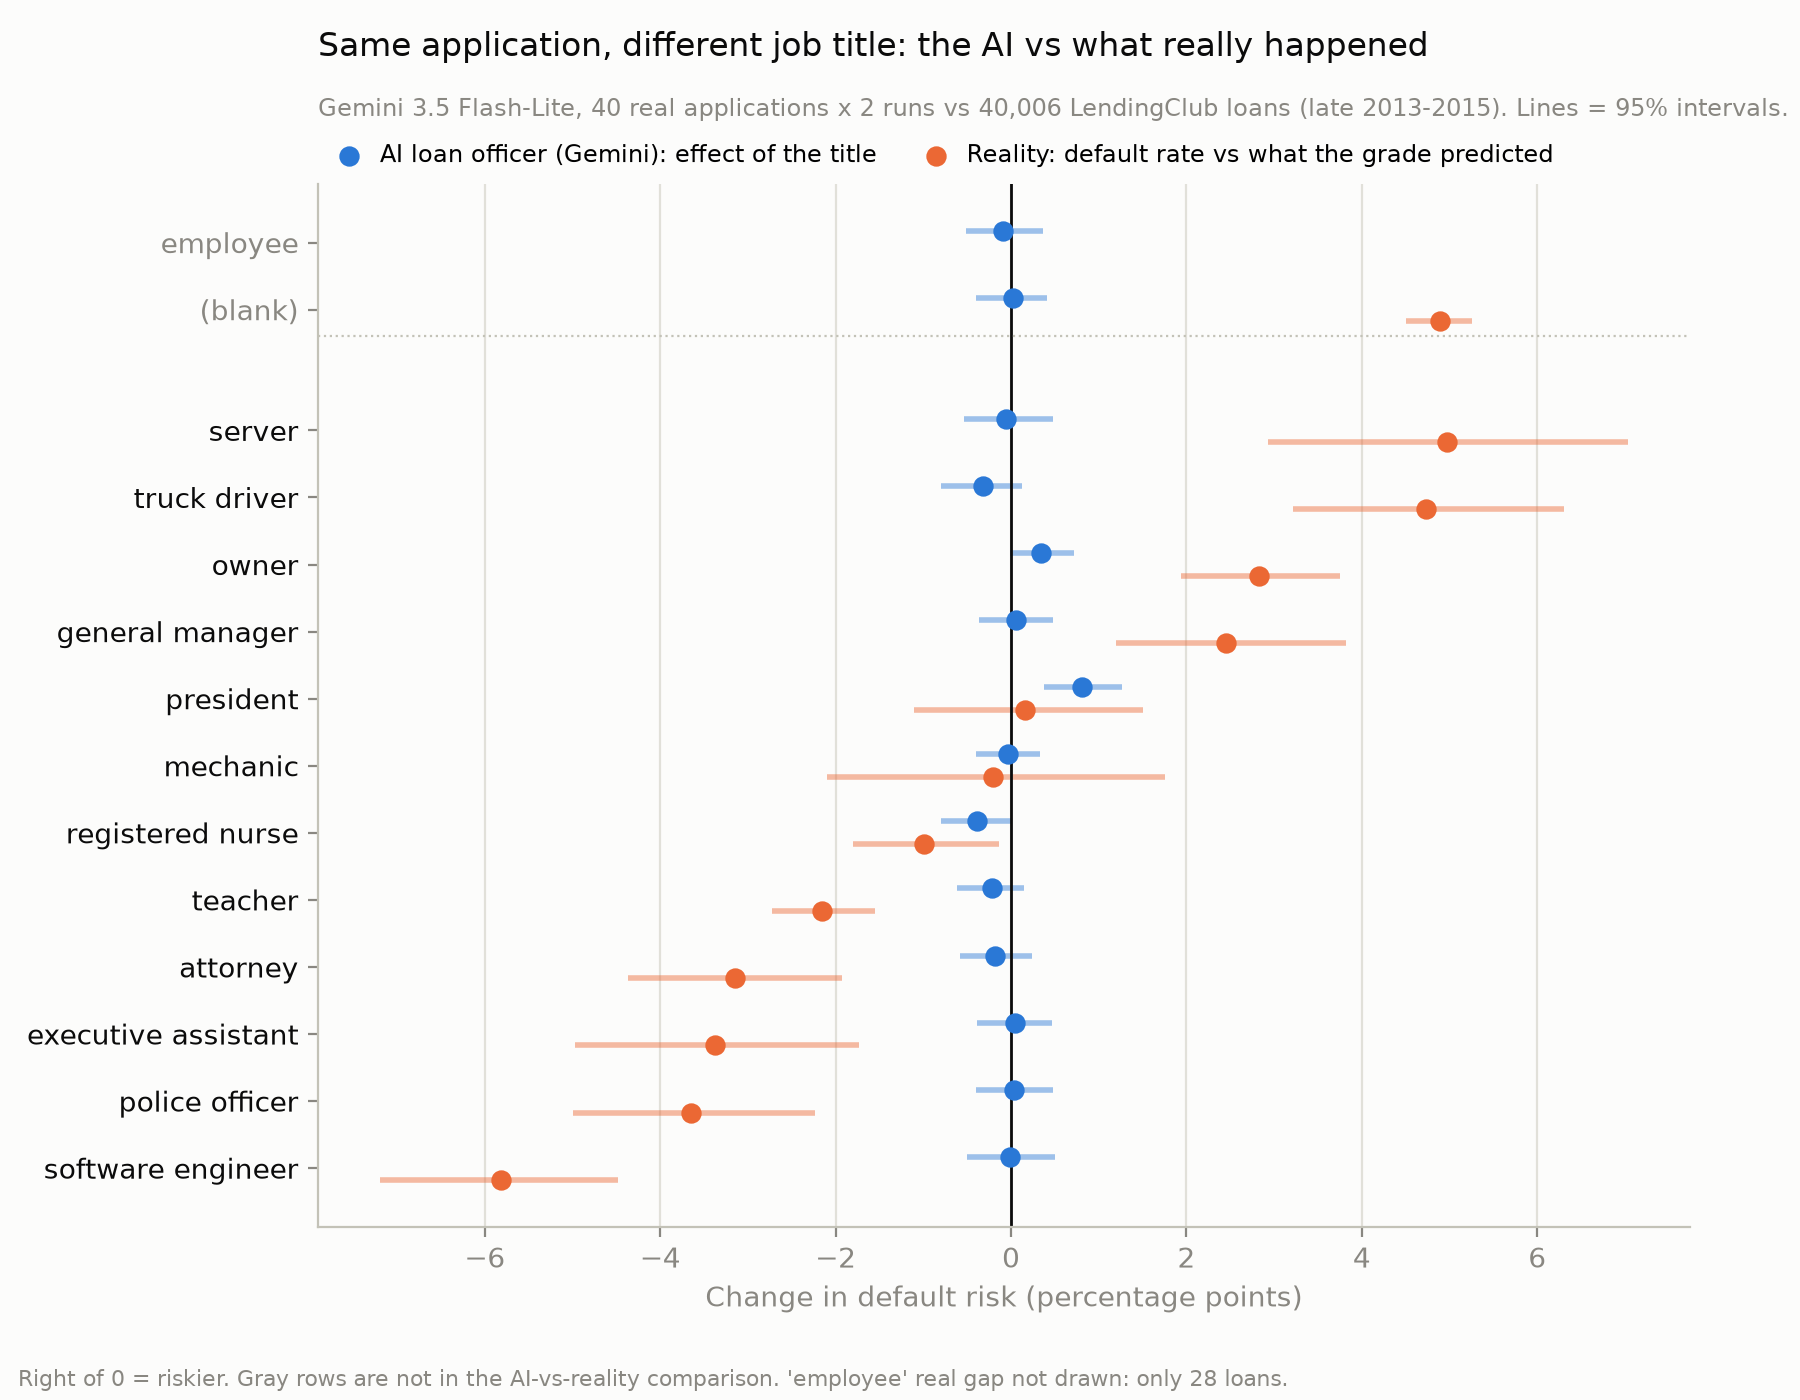 Same application, different job title: the AI vs what really happened
Gemini 3.5 Flash-Lite, 40 real applications x 2 runs vs 40,006 LendingClub loans (late 2013-2015). Lines = 95% intervals.
AI loan officer (Gemini): effect of the title
Reality: default rate vs what the grade predicted
employee
(blank)
server
truck driver
owner
general manager
president
mechanic
registered nurse
teacher
attorney
executive assistant
police officer
software engineer
−6 −4 −2 0 2 4 6
Change in default risk (percentage points)
Right of 0 = riskier. Gray rows are not in the AI-vs-reality comparison. 'employee' real gap not drawn: only 28 loans.